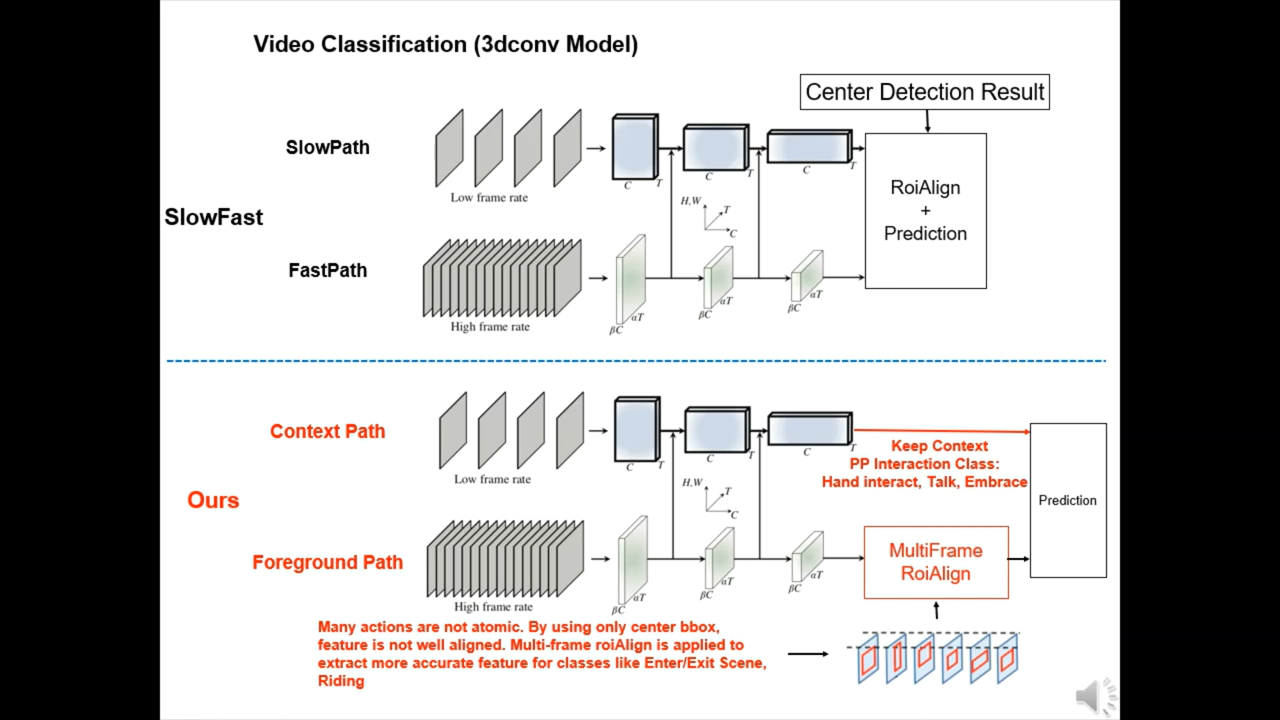 Video Classification (3dconv Model)
Center Detection Result
SlowPath
Low frame rate
C
T
C
T
C
T
H,W
T
C
RoiAlign
+
Prediction
SlowFast
FastPath
High frame rate
βC
αT
βC
αT
βC
αT
Context Path
Low frame rate
C
T
C
T
C
T
Keep Context
PP Interaction Class:
Hand interact, Talk, Embrace
H,W
T
C
Prediction
Ours
Foreground Path
High frame rate
βC
αT
βC
αT
βC
αT
MultiFrame
RoiAlign
Many actions are not atomic. By using only center bbox,
feature is not well aligned. Multi-frame roiAlign is applied to
extract more accurate feature for classes like Enter/Exit Scene,
Riding